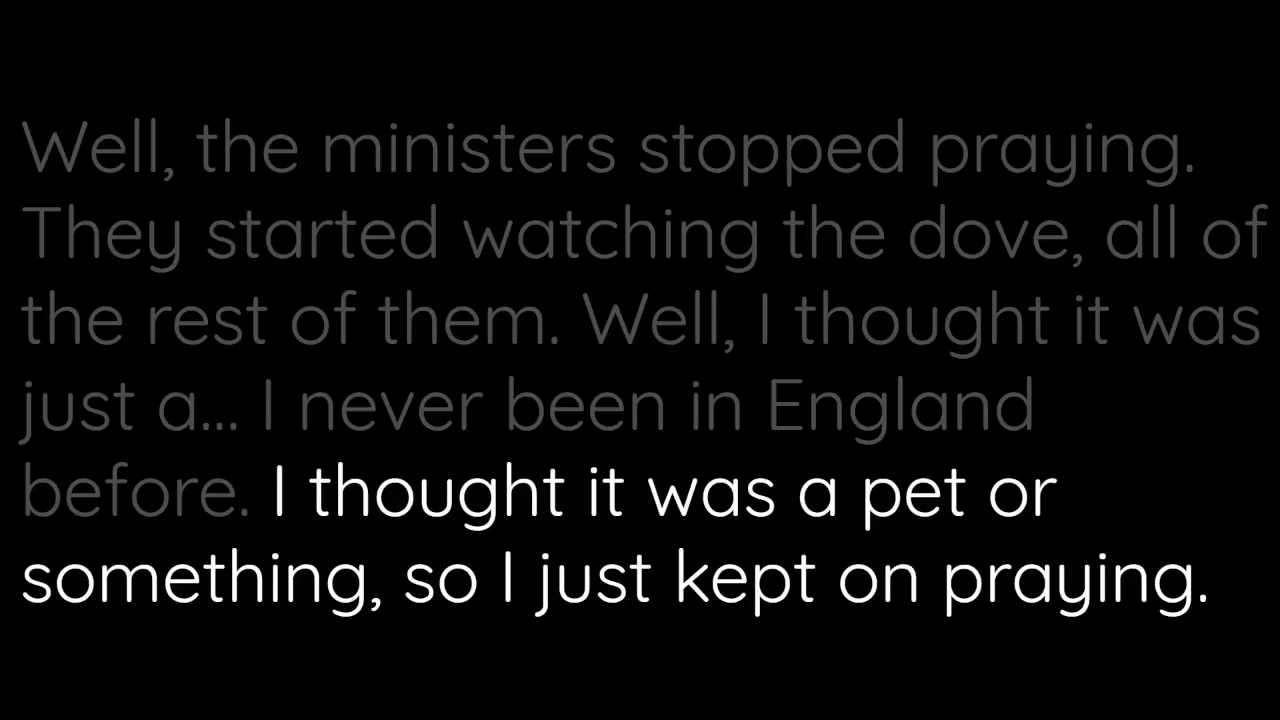 Well, the ministers stopped praying.
They started watching the dove, all of
the rest of them. Well, I thought it was
just a... I never been in England
before. I thought it was a pet or
something, so I just kept on praying.